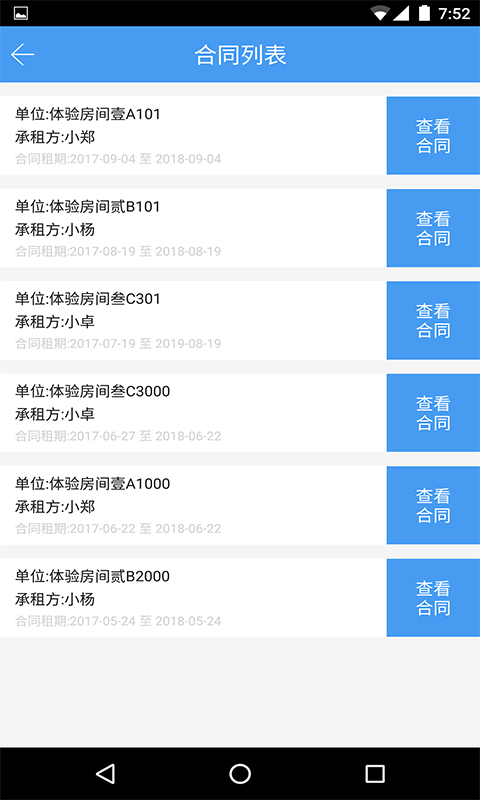 7:52
合同列表
单位:体验房间壹A101
承租方:小郑
合同租期:2017-09-04 至 2018-09-04
查看
合同
单位:体验房间贰B101
承租方:小杨
合同租期:2017-08-19 至 2018-08-19
查看
合同
单位:体验房间叁C301
承租方:小卓
合同租期:2017-07-19 至 2019-08-19
查看
合同
单位:体验房间叁C3000
承租方:小卓
合同租期:2017-06-27 至 2018-06-22
查看
合同
单位:体验房间壹A1000
承租方:小郑
合同租期:2017-06-22 至 2018-06-22
查看
合同
单位:体验房间贰B2000
承租方:小杨
合同租期:2017-05-24 至 2018-05-24
查看
合同